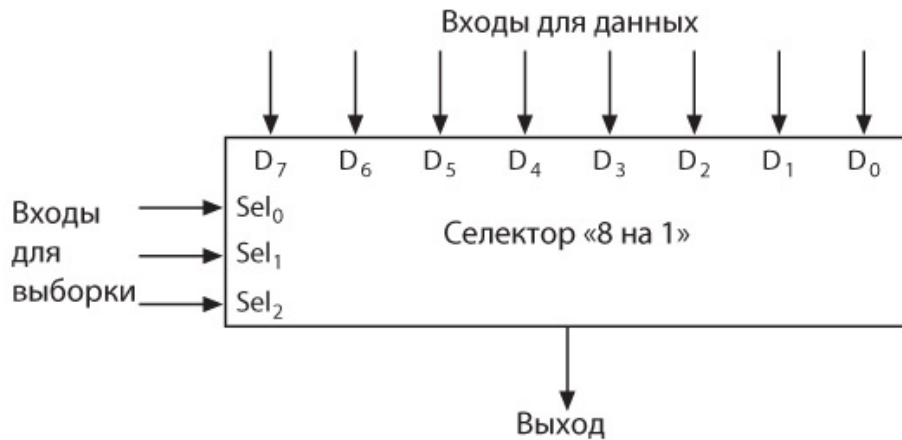 Входы для данных
D₇ D₆ D₅ D₄ D₃ D₂ D₁ D₀
Входы
для
выборки
Sel₀
Sel₁
Sel₂
Селектор «8 на 1»
Выход